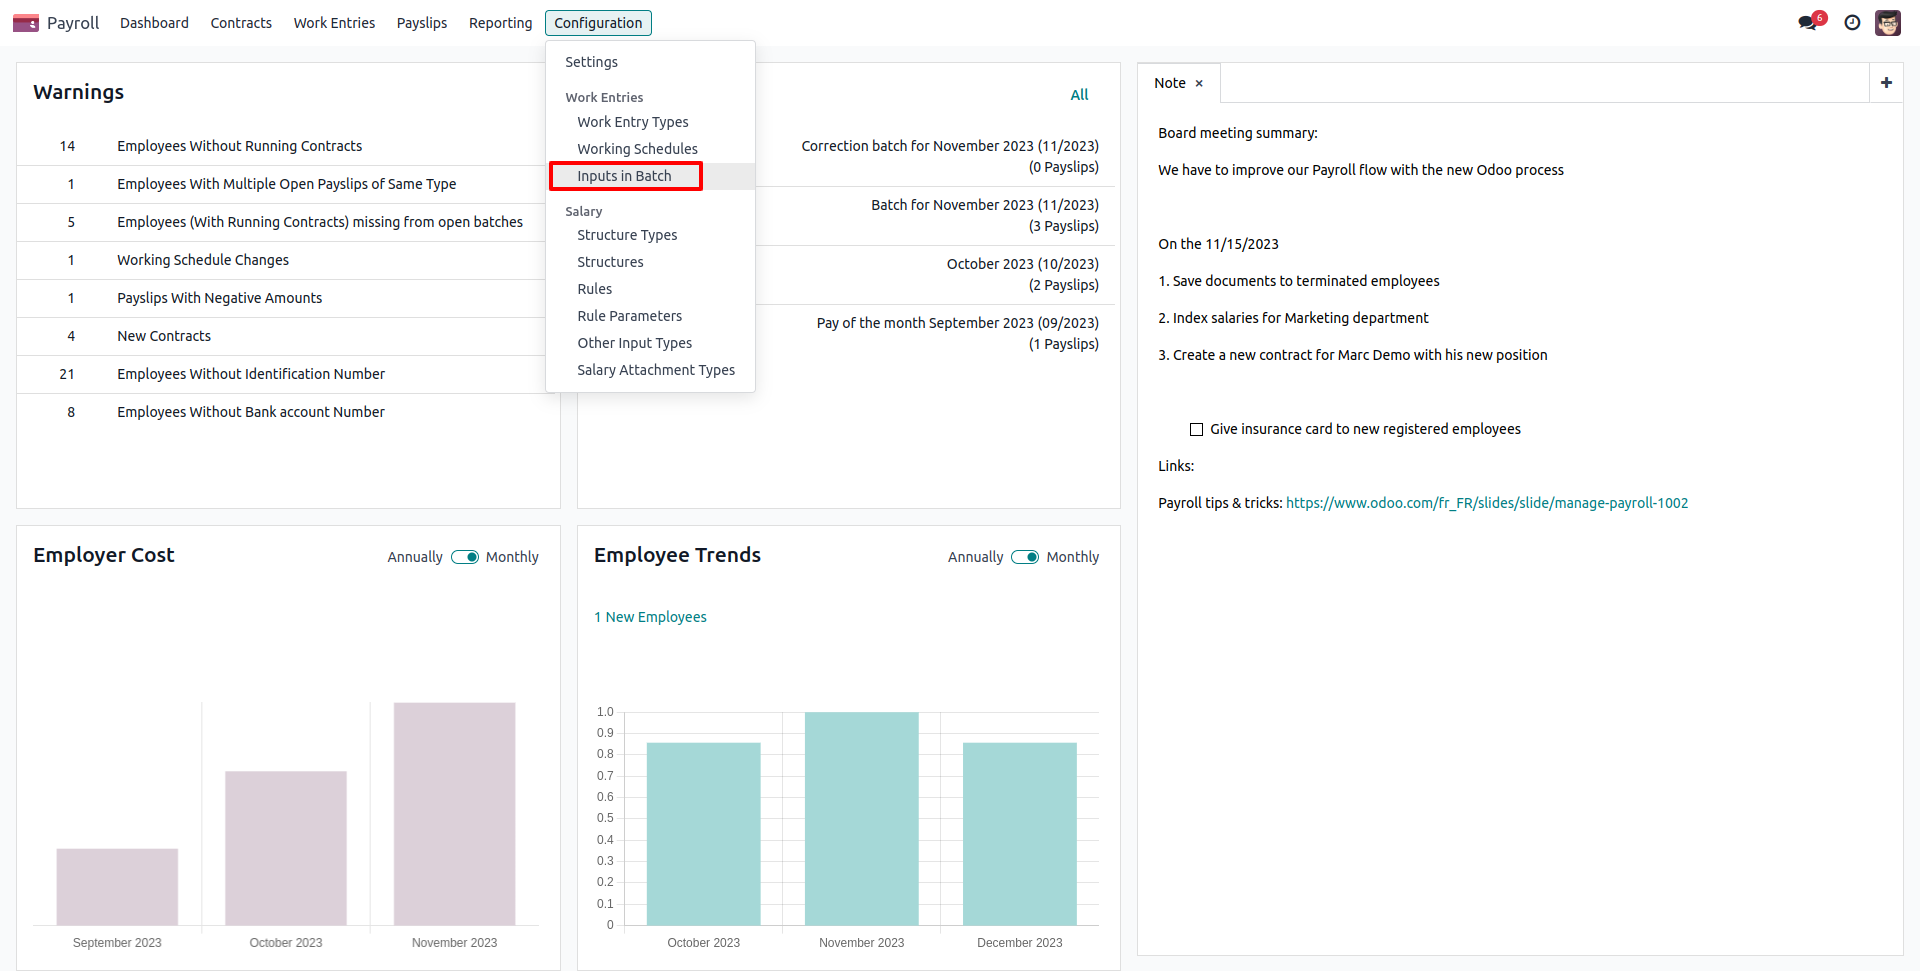 Payroll Dashboard Contracts Work Entries Payslips Reporting Configuration 6
Settings
Work Entries
Work Entry Types
Working Schedules
Inputs in Batch
Salary
Structure Types
Structures
Rules
Rule Parameters
Other Input Types
Salary Attachment Types
Warnings
14 Employees Without Running Contracts
1 Employees With Multiple Open Payslips of Same Type
5 Employees (With Running Contracts) missing from open batches
1 Working Schedule Changes
1 Payslips With Negative Amounts
4 New Contracts
21 Employees Without Identification Number
8 Employees Without Bank account Number
All
Correction batch for November 2023 (11/2023)
(0 Payslips)
Batch for November 2023 (11/2023)
(3 Payslips)
October 2023 (10/2023)
(2 Payslips)
Pay of the month September 2023 (09/2023)
(1 Payslips)
Note ×
+
Board meeting summary:
We have to improve our Payroll flow with the new Odoo process
On the 11/15/2023
1. Save documents to terminated employees
2. Index salaries for Marketing department
3. Create a new contract for Marc Demo with his new position
Give insurance card to new registered employees
Links:
Payroll tips & tricks: https://www.odoo.com/fr_FR/slides/slide/manage-payroll-1002
Employer Cost Annually Monthly
September 2023 October 2023 November 2023
Employee Trends Annually Monthly
1 New Employees
1.0
0.9
0.8
0.7
0.6
0.5
0.4
0.3
0.2
0.1
0
October 2023 November 2023 December 2023